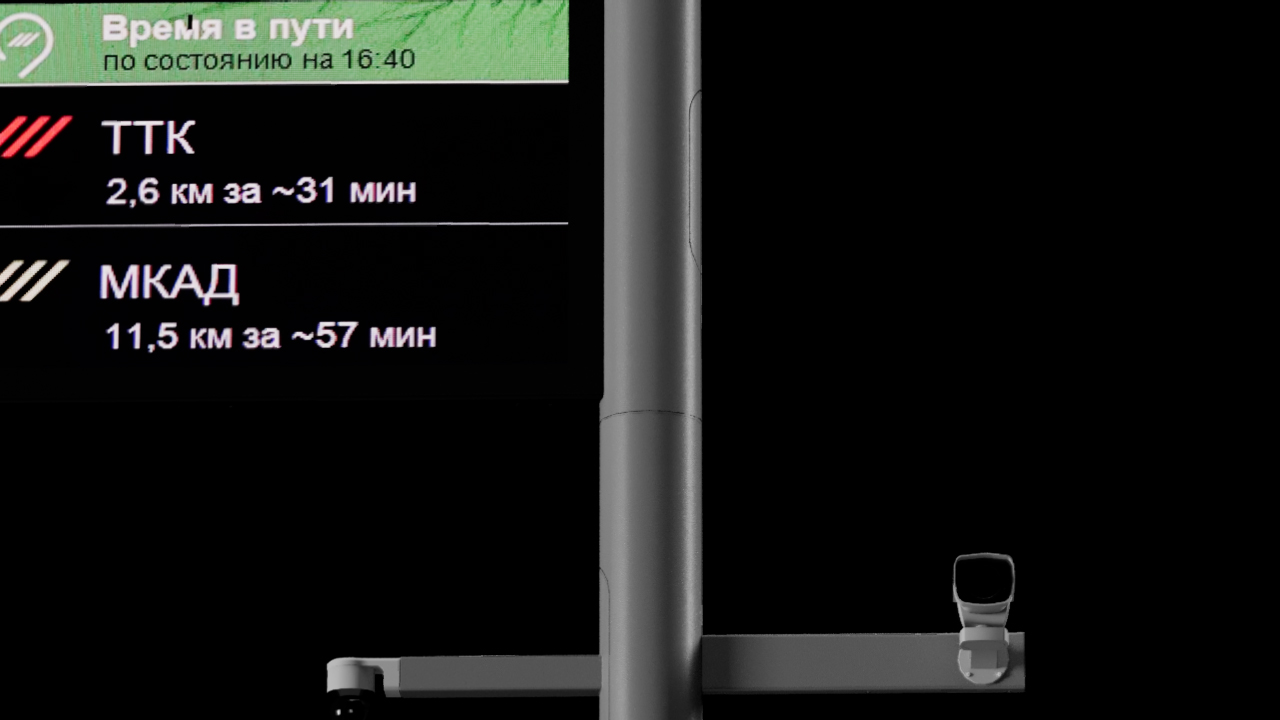 Время в пути
по состоянию на 16:40
ТТК
2,6 км за ~31 мин
МКАД
11,5 км за ~57 мин